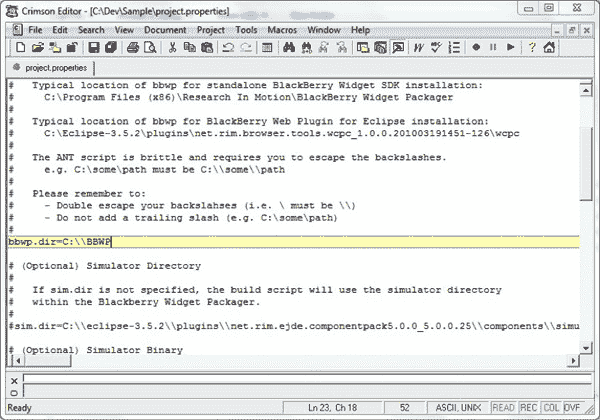 Crimson Editor - [C:\Dev\Sample\project.properties]
File Edit Search View Document Project Tools Macros Window Help
project.properties
# Typical location of bbwp for standalone BlackBerry Widget SDK installation:
# C:\Program Files (x86)\Research In Motion\BlackBerry Widget Packager
#
# Typical location of bbwp for BlackBerry Web Plugin for Eclipse installation:
# C:\Eclipse-3.5.2\plugins\net.rim.browser.tools.wcpc_1.0.0.201003191451-126\wcpc
#
# The ANT script is brittle and requires you to escape the backslashes.
# e.g. C:\some\path must be C:\\some\\path
#
# Please remember to:
# - Double escape your backslahses (i.e. \ must be \\)
# - Do not add a trailing slash (e.g. C:\some\path)
#
bbwp.dir=C:\\BBWP
# (Optional) Simulator Directory
#
# If sim.dir is not specified, the build script will use the simulator directory
# within the Blackberry Widget Packager.
#
#sim.dir=C:\\eclipse-3.5.2\\plugins\\net.rim.ejde.componentpack5.0.0_5.0.0.25\\components\\simu
# (Optional) Simulator Binary
Ready Ln 23, Ch 18 52 ASCII, UNIX READ REC COL OVF